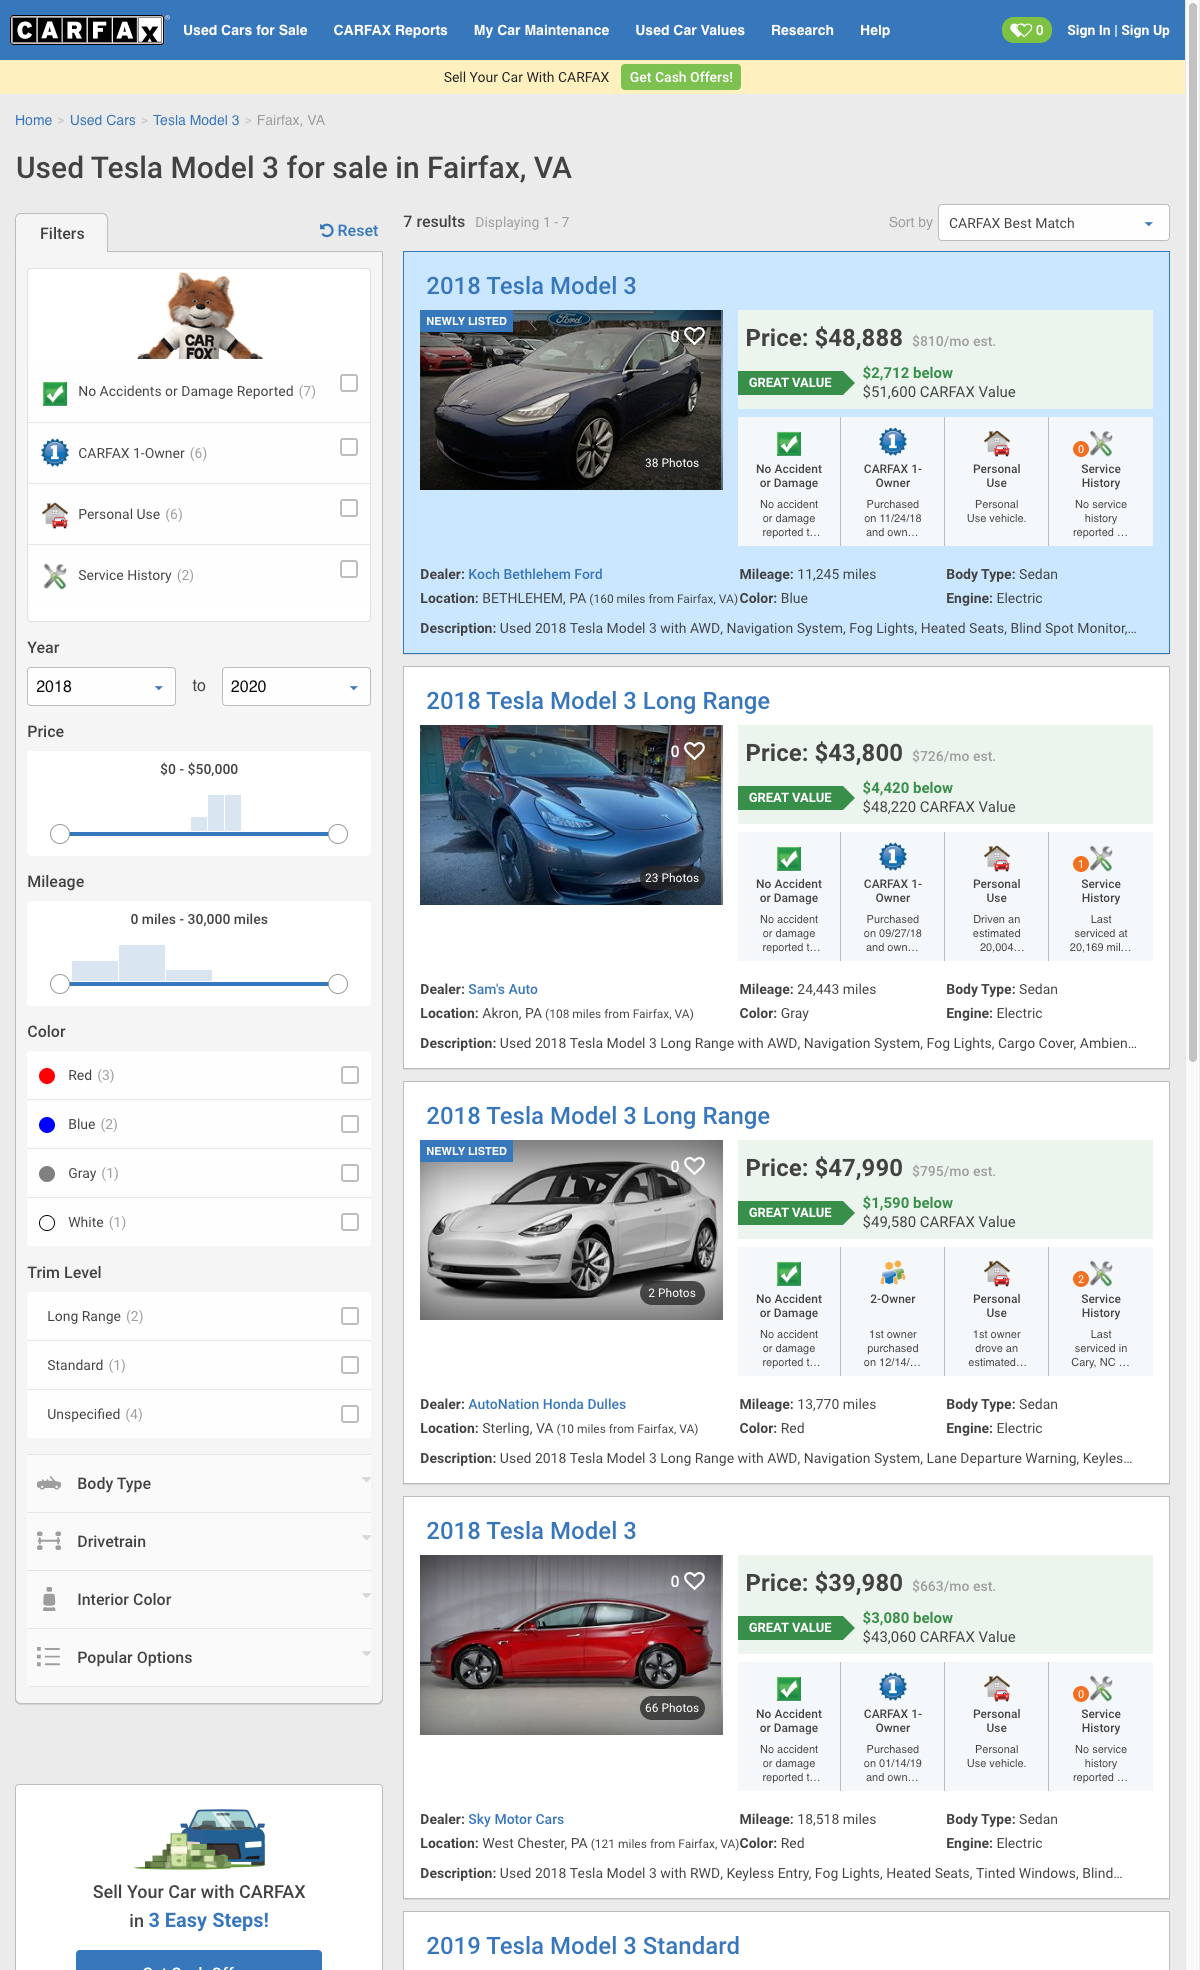 CARFAX
Used Cars for Sale
CARFAX Reports
My Car Maintenance
Used Car Values
Research
Help
0
Sign In | Sign Up
Sell Your Car With CARFAX
Get Cash Offers!
Home > Used Cars > Tesla Model 3 > Fairfax, VA
Used Tesla Model 3 for sale in Fairfax, VA
Filters
Reset
CAR FOX
No Accidents or Damage Reported (7)
CARFAX 1-Owner (6)
Personal Use (6)
Service History (2)
Year
2018 to 2020
Price
$0 - $50,000
Mileage
0 miles - 30,000 miles
Color
Red (3)
Blue (2)
Gray (1)
White (1)
Trim Level
Long Range (2)
Standard (1)
Unspecified (4)
Body Type
Drivetrain
Interior Color
Popular Options
Sell Your Car with CARFAX
in 3 Easy Steps!
7 results Displaying 1 - 7
Sort by CARFAX Best Match
2018 Tesla Model 3
NEWLY LISTED
Ford
0
38 Photos
Price: $48,888 $810/mo est.
GREAT VALUE
$2,712 below
$51,600 CARFAX Value
No Accident
or Damage
No accident
or damage
reported t...
1
CARFAX 1-
Owner
Purchased
on 11/24/18
and own...
Personal
Use
Personal
Use vehicle.
0
Service
History
No service
history
reported ...
Dealer: Koch Bethlehem Ford
Mileage: 11,245 miles
Body Type: Sedan
Location: BETHLEHEM, PA (160 miles from Fairfax, VA)
Color: Blue
Engine: Electric
Description: Used 2018 Tesla Model 3 with AWD, Navigation System, Fog Lights, Heated Seats, Blind Spot Monitor,...
2018 Tesla Model 3 Long Range
0
23 Photos
Price: $43,800 $726/mo est.
GREAT VALUE
$4,420 below
$48,220 CARFAX Value
No Accident
or Damage
No accident
or damage
reported t...
1
CARFAX 1-
Owner
Purchased
on 09/27/18
and own...
Personal
Use
Driven an
estimated
20,004...
1
Service
History
Last
serviced at
20,169 mil...
Dealer: Sam's Auto
Mileage: 24,443 miles
Body Type: Sedan
Location: Akron, PA (108 miles from Fairfax, VA)
Color: Gray
Engine: Electric
Description: Used 2018 Tesla Model 3 Long Range with AWD, Navigation System, Fog Lights, Cargo Cover, Ambien...
2018 Tesla Model 3 Long Range
NEWLY LISTED
0
2 Photos
Price: $47,990 $795/mo est.
GREAT VALUE
$1,590 below
$49,580 CARFAX Value
No Accident
or Damage
No accident
or damage
reported t...
2-Owner
1st owner
purchased
on 12/14/...
Personal
Use
1st owner
drove an
estimated...
2
Service
History
Last
serviced in
Cary, NC ...
Dealer: AutoNation Honda Dulles
Mileage: 13,770 miles
Body Type: Sedan
Location: Sterling, VA (10 miles from Fairfax, VA)
Color: Red
Engine: Electric
Description: Used 2018 Tesla Model 3 Long Range with AWD, Navigation System, Lane Departure Warning, Keyles...
2018 Tesla Model 3
0
66 Photos
Price: $39,980 $663/mo est.
GREAT VALUE
$3,080 below
$43,060 CARFAX Value
No Accident
or Damage
No accident
or damage
reported t...
1
CARFAX 1-
Owner
Purchased
on 01/14/19
and own...
Personal
Use
Personal
Use vehicle.
0
Service
History
No service
history
reported ...
Dealer: Sky Motor Cars
Mileage: 18,518 miles
Body Type: Sedan
Location: West Chester, PA (121 miles from Fairfax, VA)
Color: Red
Engine: Electric
Description: Used 2018 Tesla Model 3 with RWD, Keyless Entry, Fog Lights, Heated Seats, Tinted Windows, Blind...
2019 Tesla Model 3 Standard